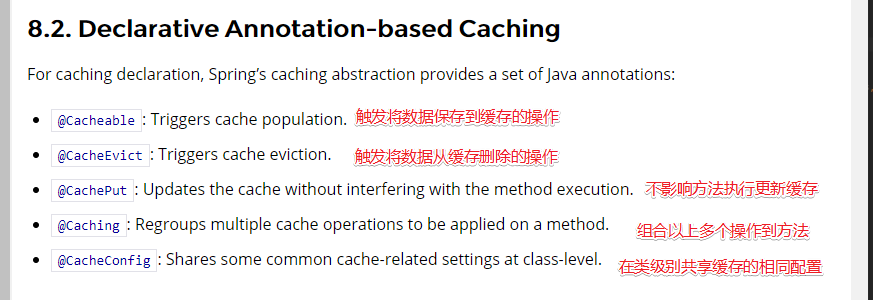 8.2. Declarative Annotation-based Caching
For caching declaration, Spring’s caching abstraction provides a set of Java annotations:
@Cacheable: Triggers cache population. 触发将数据保存到缓存的操作
@CacheEvict: Triggers cache eviction. 触发将数据从缓存删除的操作
@CachePut: Updates the cache without interfering with the method execution. 不影响方法执行更新缓存
@Caching: Regroups multiple cache operations to be applied on a method. 组合以上多个操作到方法
@CacheConfig: Shares some common cache-related settings at class-level. 在类级别共享缓存的相同配置